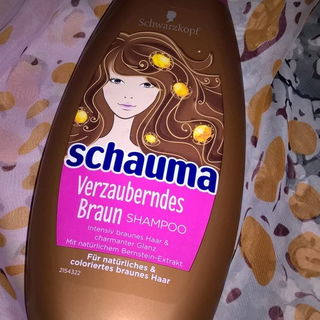 Schwarzkopf
schauma
Verzauberndes
Braun SHAMPOO
Intensiv braunes Haar &
charmanter Glanz.
Mit natürlichem Bernstein-Extrakt
Für natürliches &
coloriertes braunes Haar
2154322